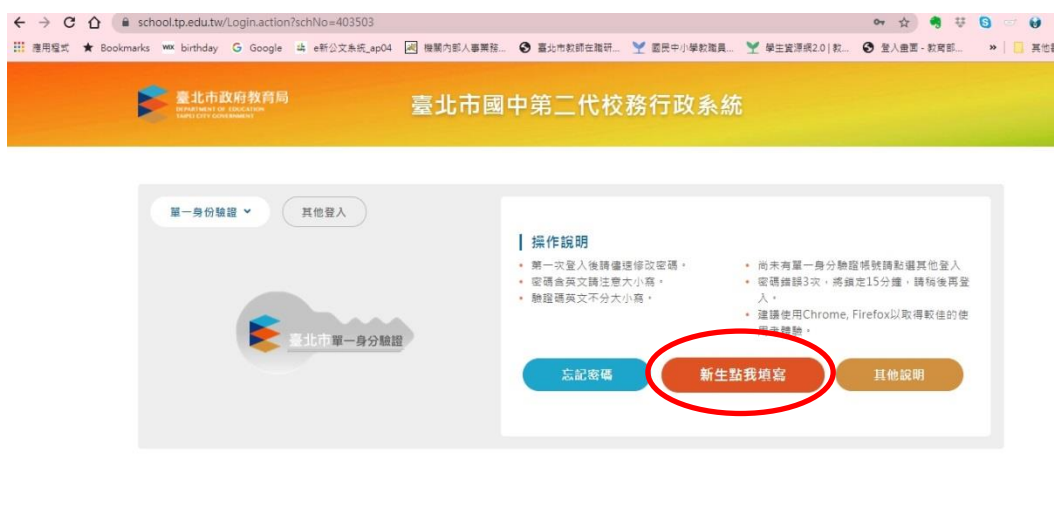 school.tp.edu.tw/Login.action?schNo=403503
應用程式 Bookmarks WIX birthday G Google e新公文系統_ap04 機關內部人事業務... 臺北市教師在職研... 國民中小學教職員... 學生資源網2.0|教... 登入畫面-教育部... » 其他
臺北市政府教育局
DEPARTMENT OF EDUCATION
TAIPEI CITY GOVERNMENT
臺北市國中第二代校務行政系統
單一身份驗證 其他登入
操作說明
• 第一次登入後請儘速修改密碼。
• 密碼含英文請注意大小寫。
• 驗證碼英文不分大小寫。
• 尚未有單一身分驗證帳號請點選其他登入
• 密碼錯誤3次，將鎖定15分鐘，請稍後再登
入。
• 建議使用Chrome, Firefox以取得較佳的使
用者體驗。
臺北市單一身分驗證
忘記密碼 新生點我填寫 其他說明